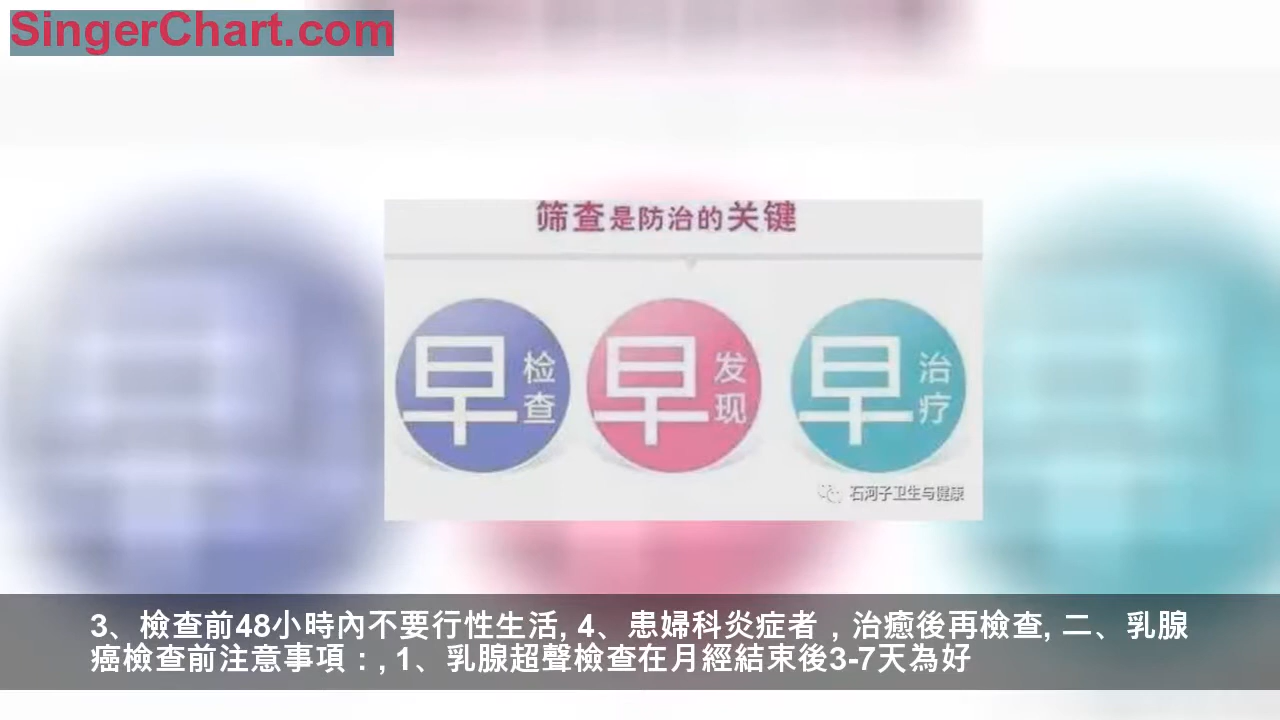 SingerChart.com
筛查是防治的关键
早检查
早发现
早治疗
石河子卫生与健康
3、檢查前48小時內不要行性生活, 4、患婦科炎症者，治癒後再檢查, 二、乳腺
癌檢查前注意事項：, 1、乳腺超聲檢查在月經結束後3-7天為好